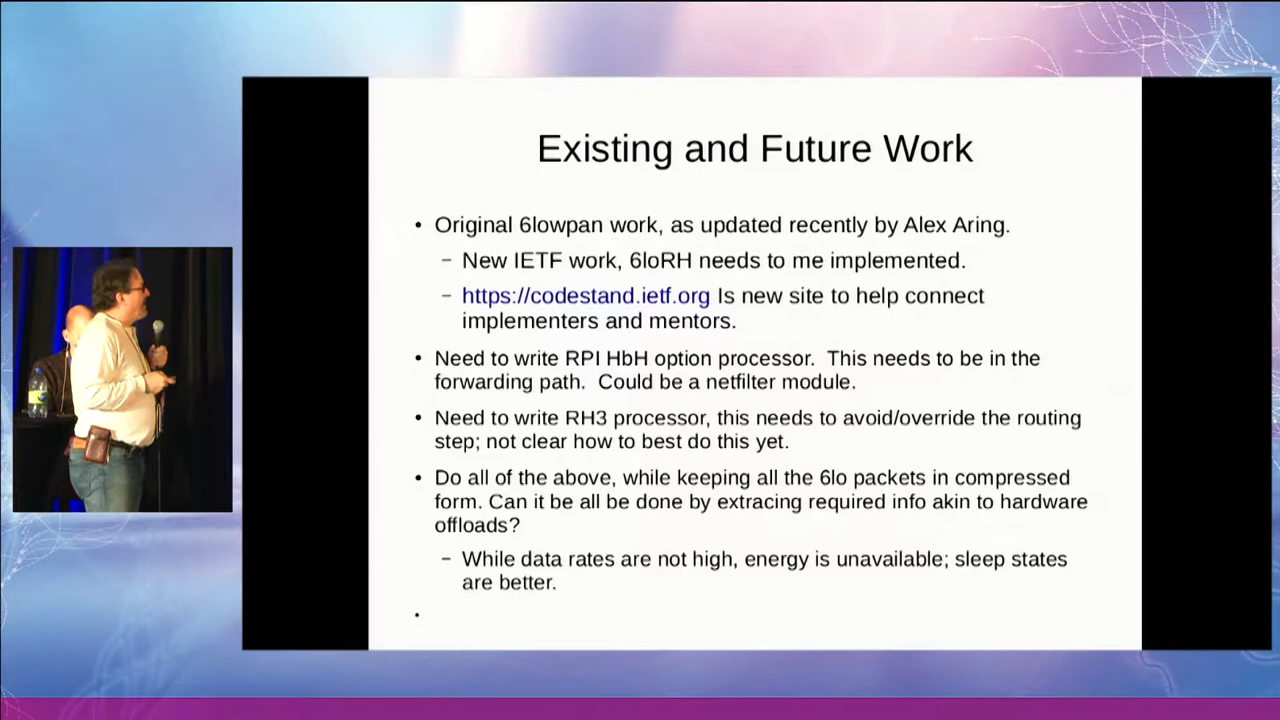 Existing and Future Work
• Original 6lowpan work, as updated recently by Alex Aring.
– New IETF work, 6loRH needs to me implemented.
– https://codestand.ietf.org Is new site to help connect
implementers and mentors.
• Need to write RPI HbH option processor.  This needs to be in the
forwarding path.  Could be a netfilter module.
• Need to write RH3 processor, this needs to avoid/override the routing
step; not clear how to best do this yet.
• Do all of the above, while keeping all the 6lo packets in compressed
form. Can it be all be done by extracing required info akin to hardware
offloads?
– While data rates are not high, energy is unavailable; sleep states
are better.
•